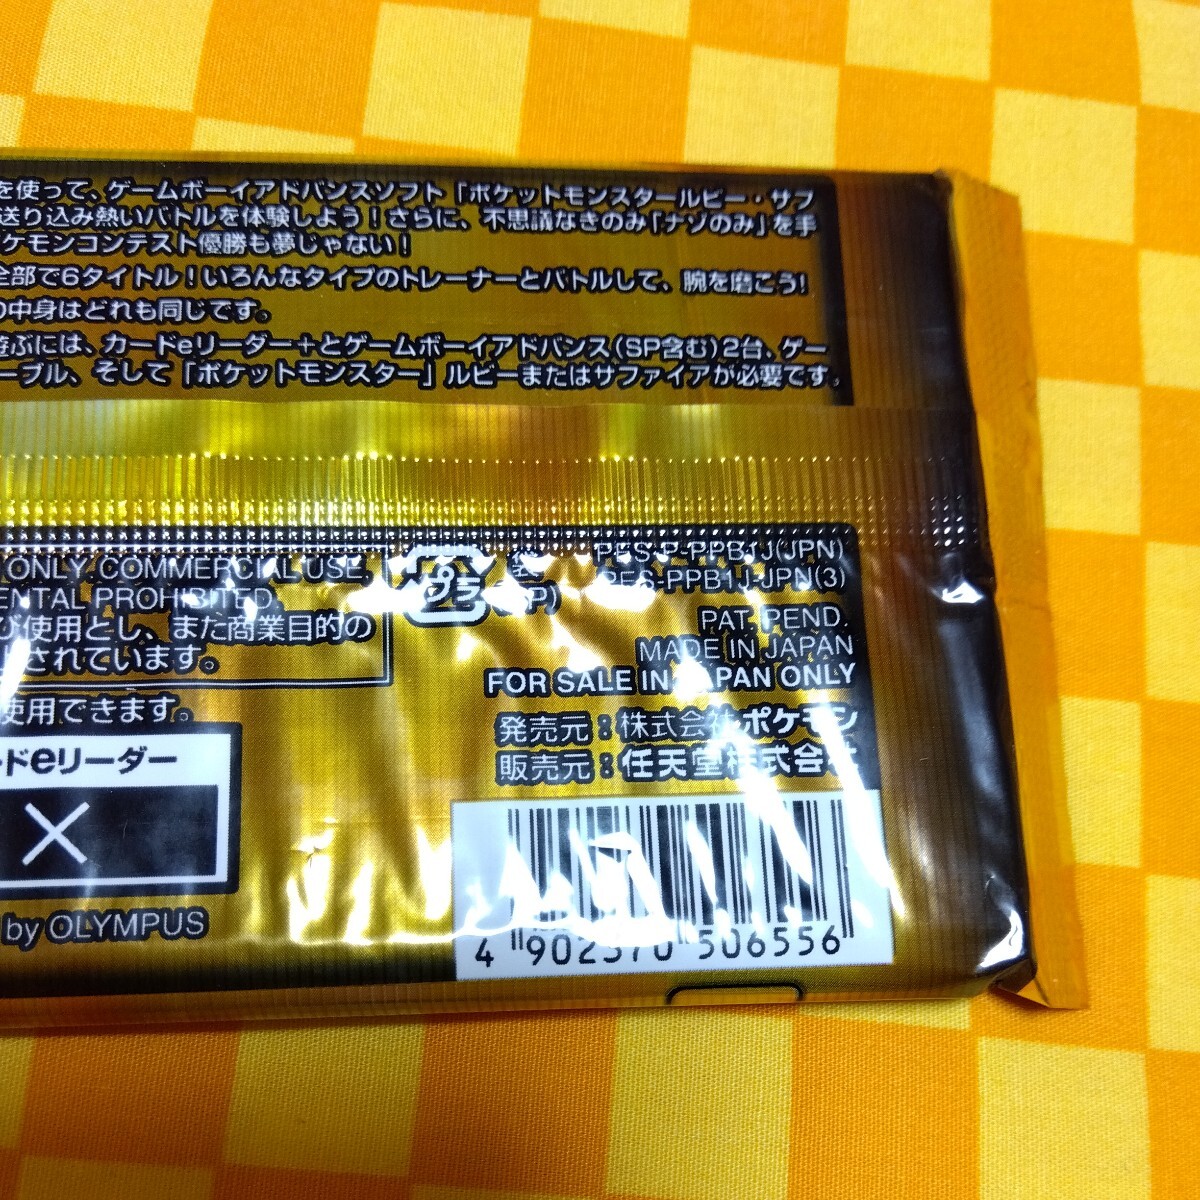 を使って、ゲームボーイアドバンスソフト「ポケットモンスタールビー・サフ
送り込み熱いバトルを体験しよう！さらに、不思議なきのみ「ナゾのみ」を手
ケモンコンテスト優勝も夢じゃない！
全部で6タイトル！いろんなタイプのトレーナーとバトルして、腕を磨こう！
の中身はどれも同じです。
遊ぶには、カードeリーダー＋とゲームボーイアドバンス（SP含む）2台、ゲー
ーブル、そして「ポケットモンスター」ルビーまたはサファイアが必要です。
ONLY COMMERCIAL USE,
ENTAL PROHIBITED.
び使用とし、また商業目的の
されています。
使用できます。
ードeリーダー
×
by OLYMPUS
プラ
PES-P-PPB1J(JPN)
PES-PPB1J-JPN(3)
PAT. PEND.
MADE IN JAPAN
FOR SALE IN JAPAN ONLY
発売元：株式会社ポケモン
販売元：任天堂株式会社
4 902370 506556